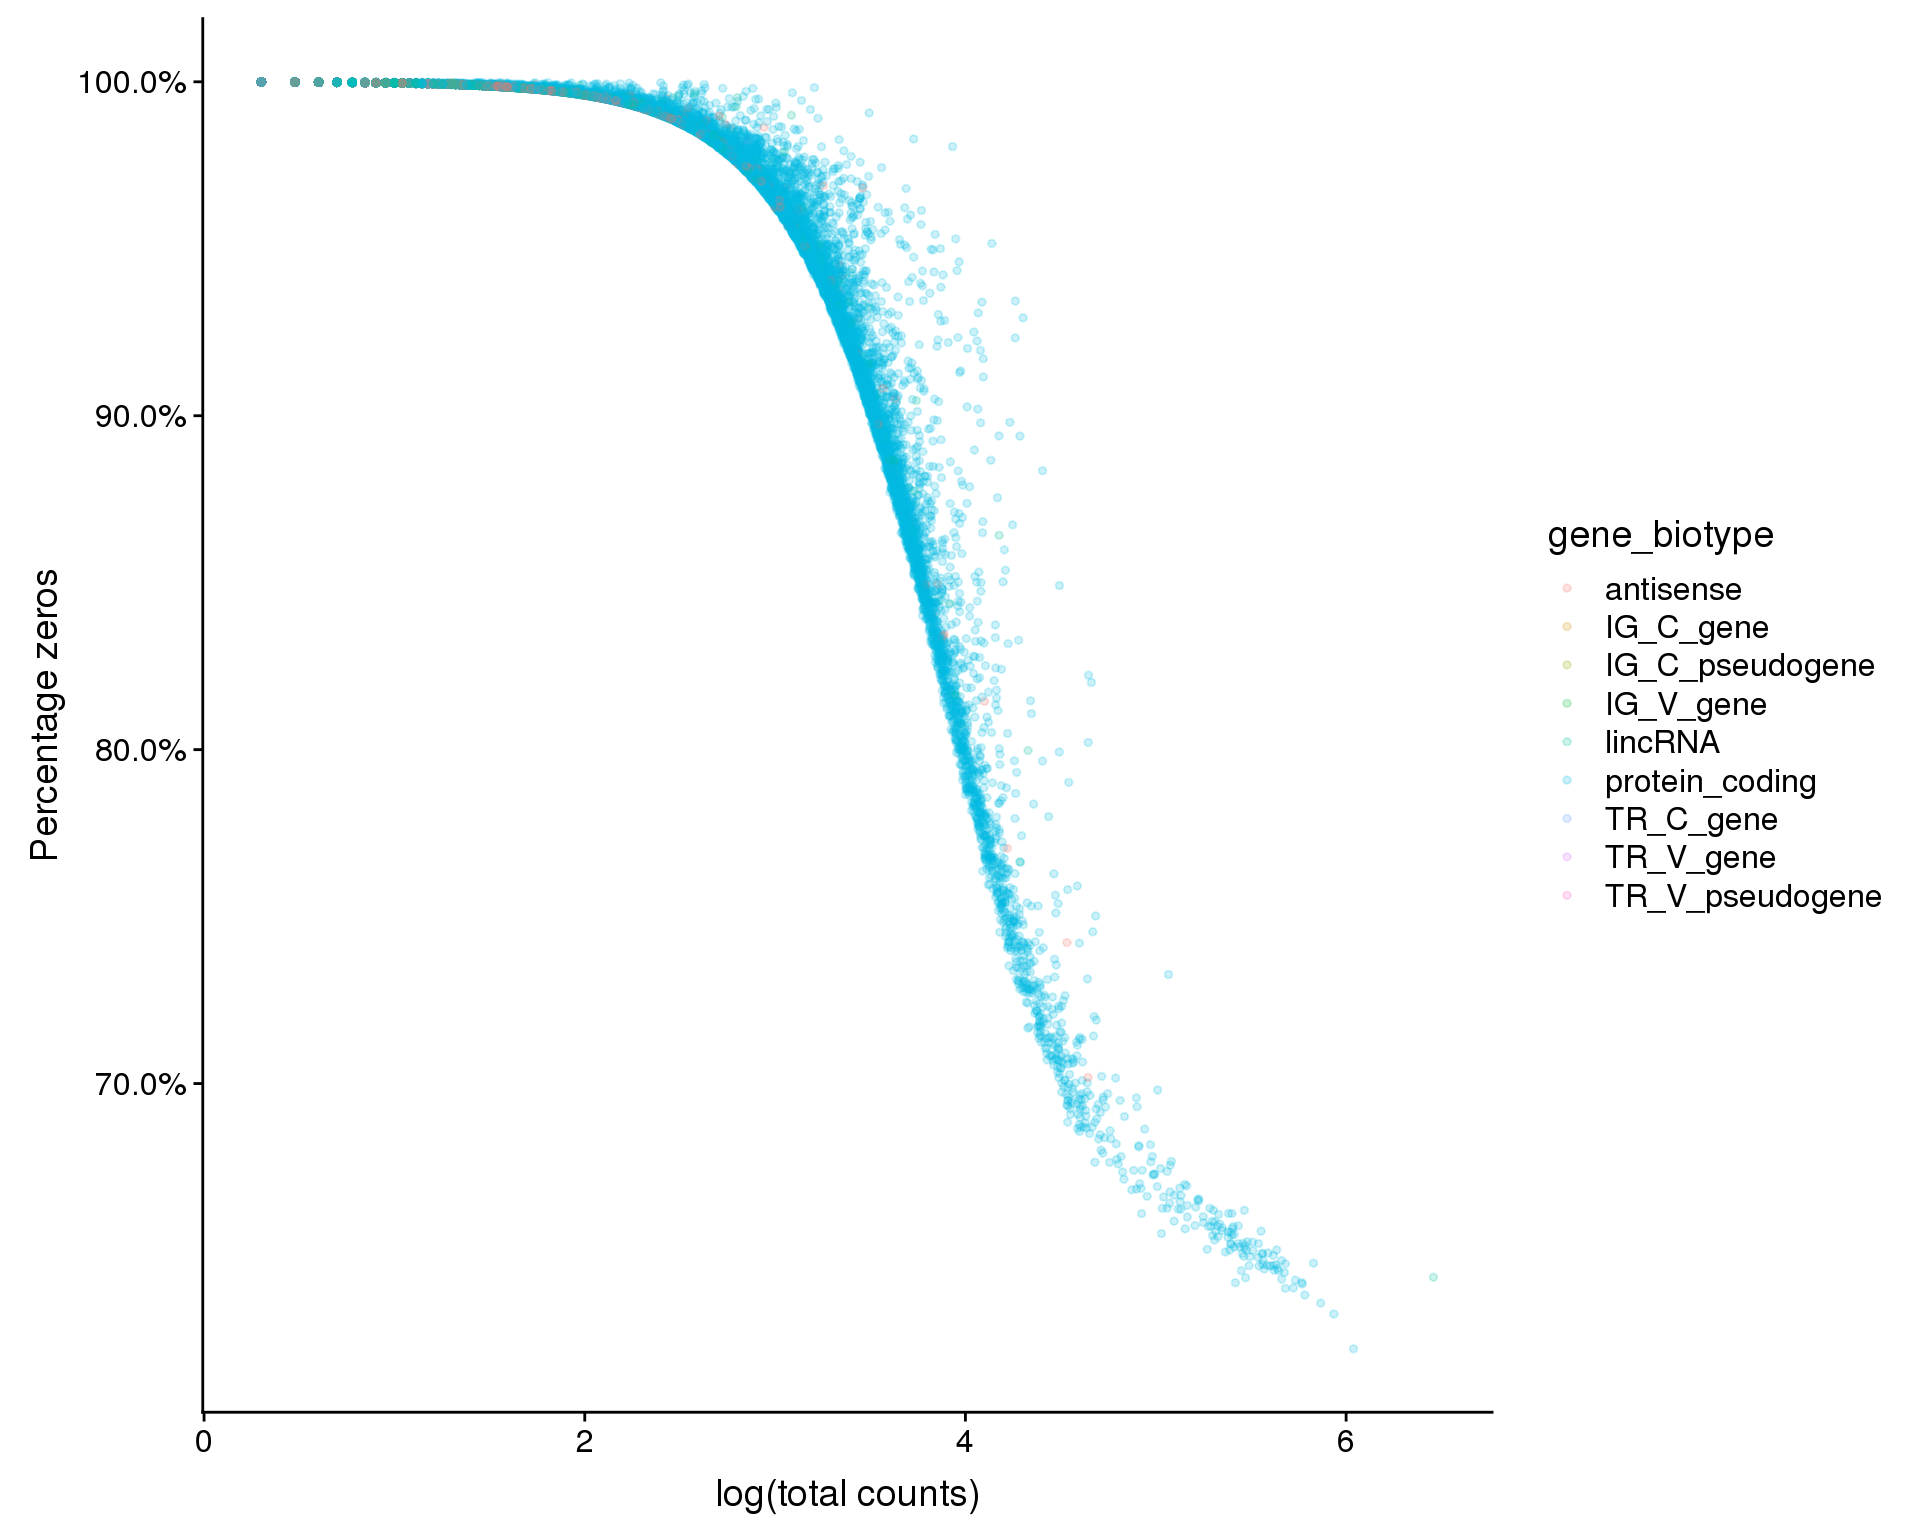 100.0%
90.0%
80.0%
70.0%
Percentage zeros
0 2 4 6
log(total counts)
gene_biotype
antisense
IG_C_gene
IG_C_pseudogene
IG_V_gene
lincRNA
protein_coding
TR_C_gene
TR_V_gene
TR_V_pseudogene